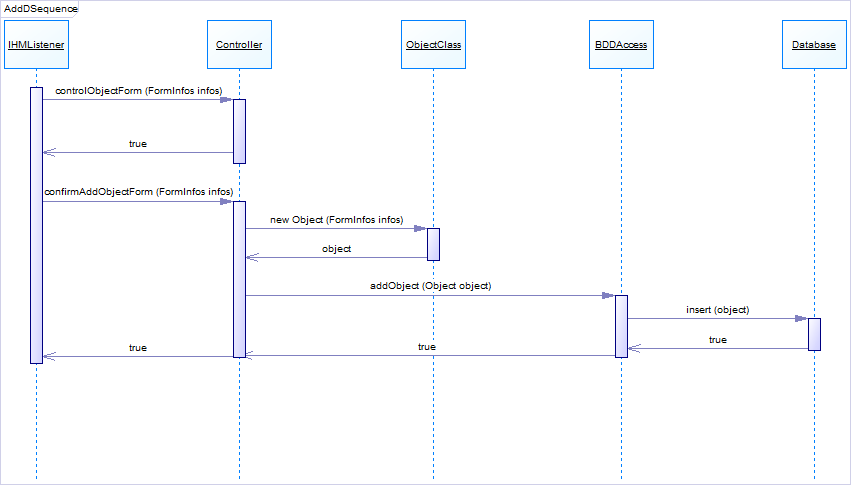 AddDSequence
IHMListener
Controller
ObjectClass
BDDAccess
Database
controlObjectForm (FormInfos infos)
true
confirmAddObjectForm (FormInfos infos)
new Object (FormInfos infos)
object
addObject (Object object)
insert (object)
true
true
true